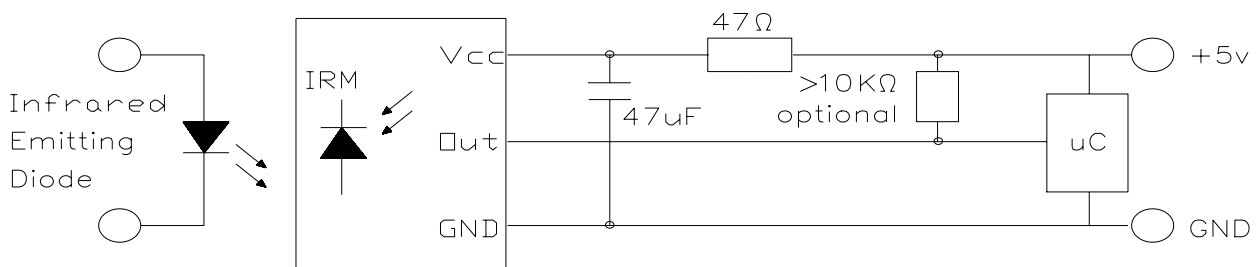 47Ω
Vcc
+5v
IRM
>10KΩ
optional
Infrared
Emitting
Diode
47uF
Out
uC
GND
GND